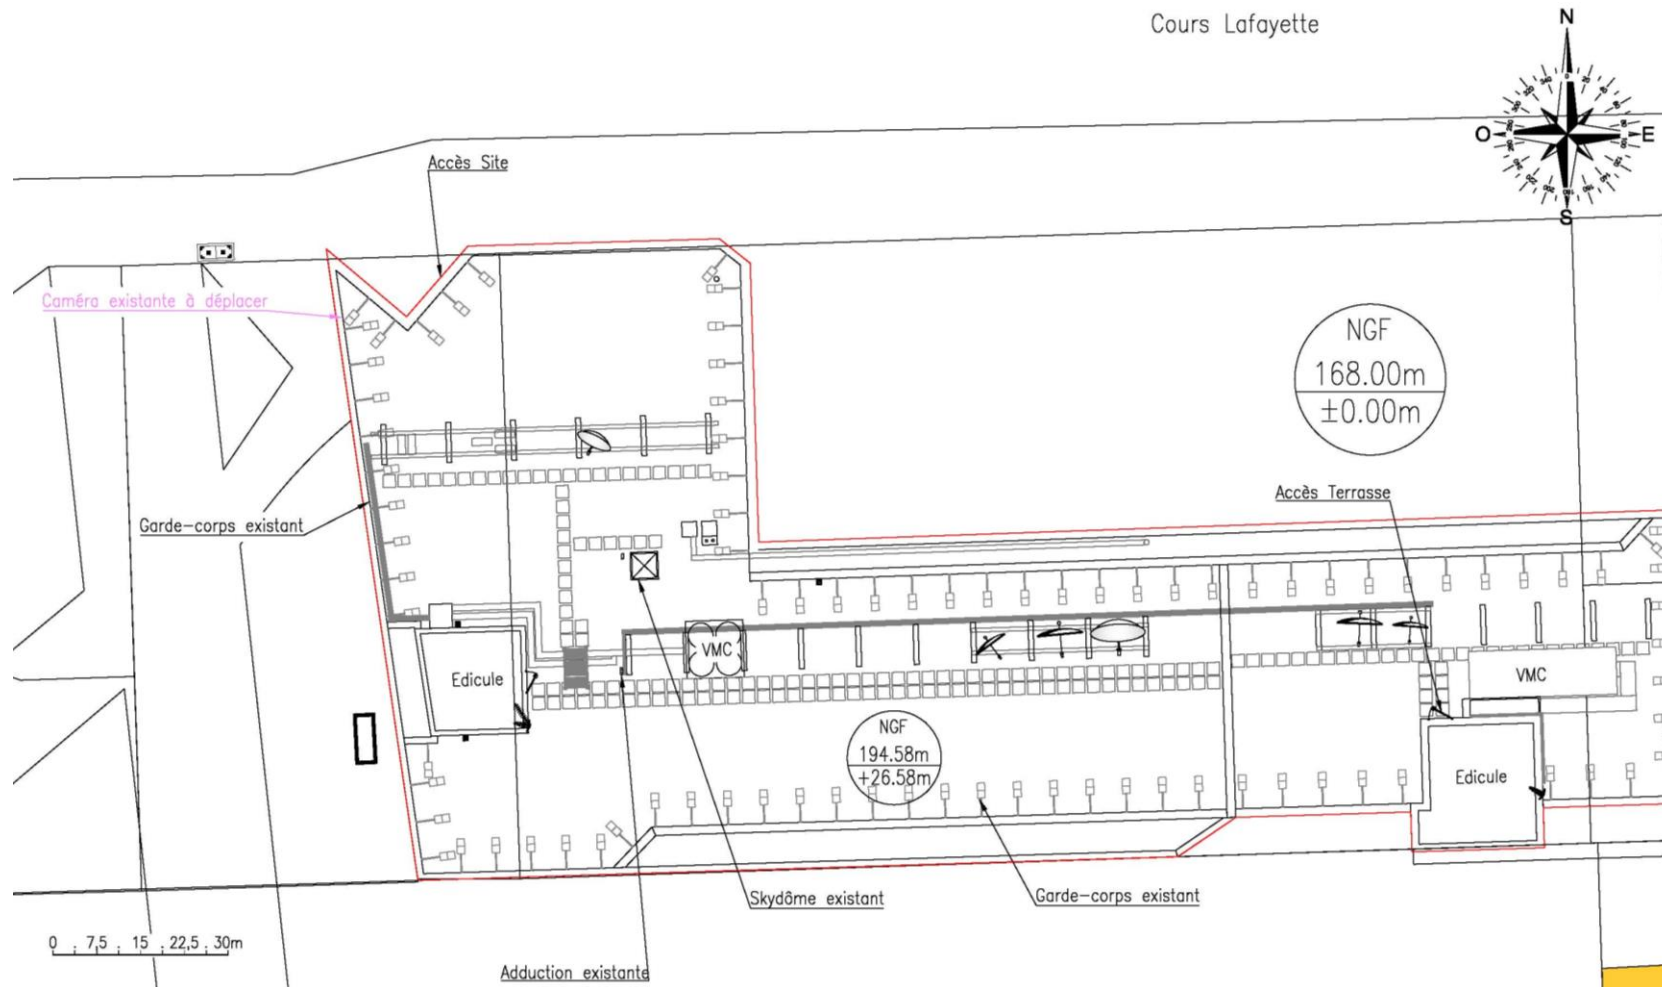 Cours Lafayette
N
O
E
S
Accès Site
Caméra existante à déplacer
NGF
168.00m
±0.00m
Accès Terrasse
Garde-corps existant
VMC
Edicule
VMC
NGF
194.58m
+26.58m
Edicule
Skydôme existant
Garde-corps existant
0 7,5 15 22,5 30m
Adduction existante